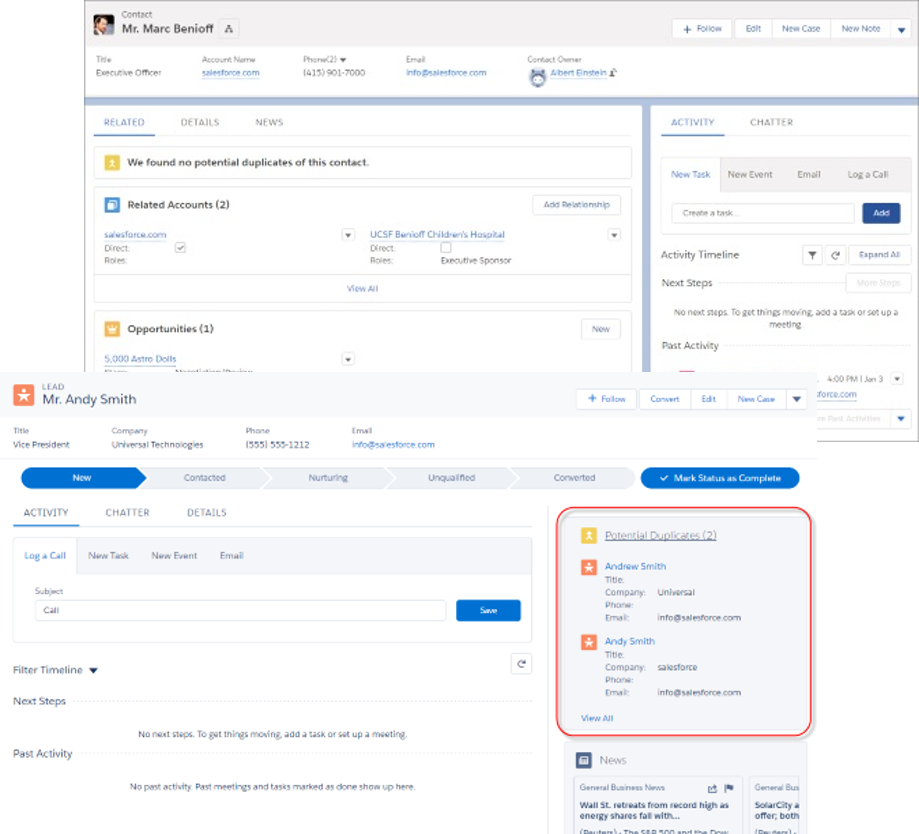 Contact
Mr. Marc Benioff
+ Follow Edit New Case New Note
Title Account Name Phone(2) Email Contact Owner
Executive Officer salesforce.com (415) 901-7000 info@salesforce.com Albert Einstein
RELATED DETAILS NEWS
ACTIVITY CHATTER
We found no potential duplicates of this contact.
New Task New Event Email Log a Call
Related Accounts (2) Add Relationship
Create a task... Add
salesforce.com UCSF Benioff Children's Hospital
Direct: Direct:
Roles: Roles: Executive Sponsor
Activity Timeline Expand All
View All
Next Steps More Steps
No next steps. To get things moving, add a task or set up a
meeting.
Opportunities (1) New
Past Activity
5,000 Astro Dolls
4:00 PM | Jan 3
sforce.com
re Past Activities
LEAD
Mr. Andy Smith
+ Follow Convert Edit New Case
Title Company Phone Email
Vice President Universal Technologies (555) 555-1212 info@salesforce.com
New Contacted Nurturing Unqualified Converted Mark Status as Complete
ACTIVITY CHATTER DETAILS
Log a Call New Task New Event Email
Subject
Call Save
Filter Timeline
Next Steps
No next steps. To get things moving, add a task or set up a meeting.
Past Activity
No past activity. Past meetings and tasks marked as done show up here.
Potential Duplicates (2)
Andrew Smith
Title:
Company: Universal
Phone:
Email: info@salesforce.com
Andy Smith
Title:
Company: salesforce
Phone:
Email: info@salesforce.com
View All
News
General Business News General Bus
Wall St. retreats from record high as SolarCity a
energy shares fall with... offer; both
(Reuters) - The S&P 500 and the Dow (Reuters) -